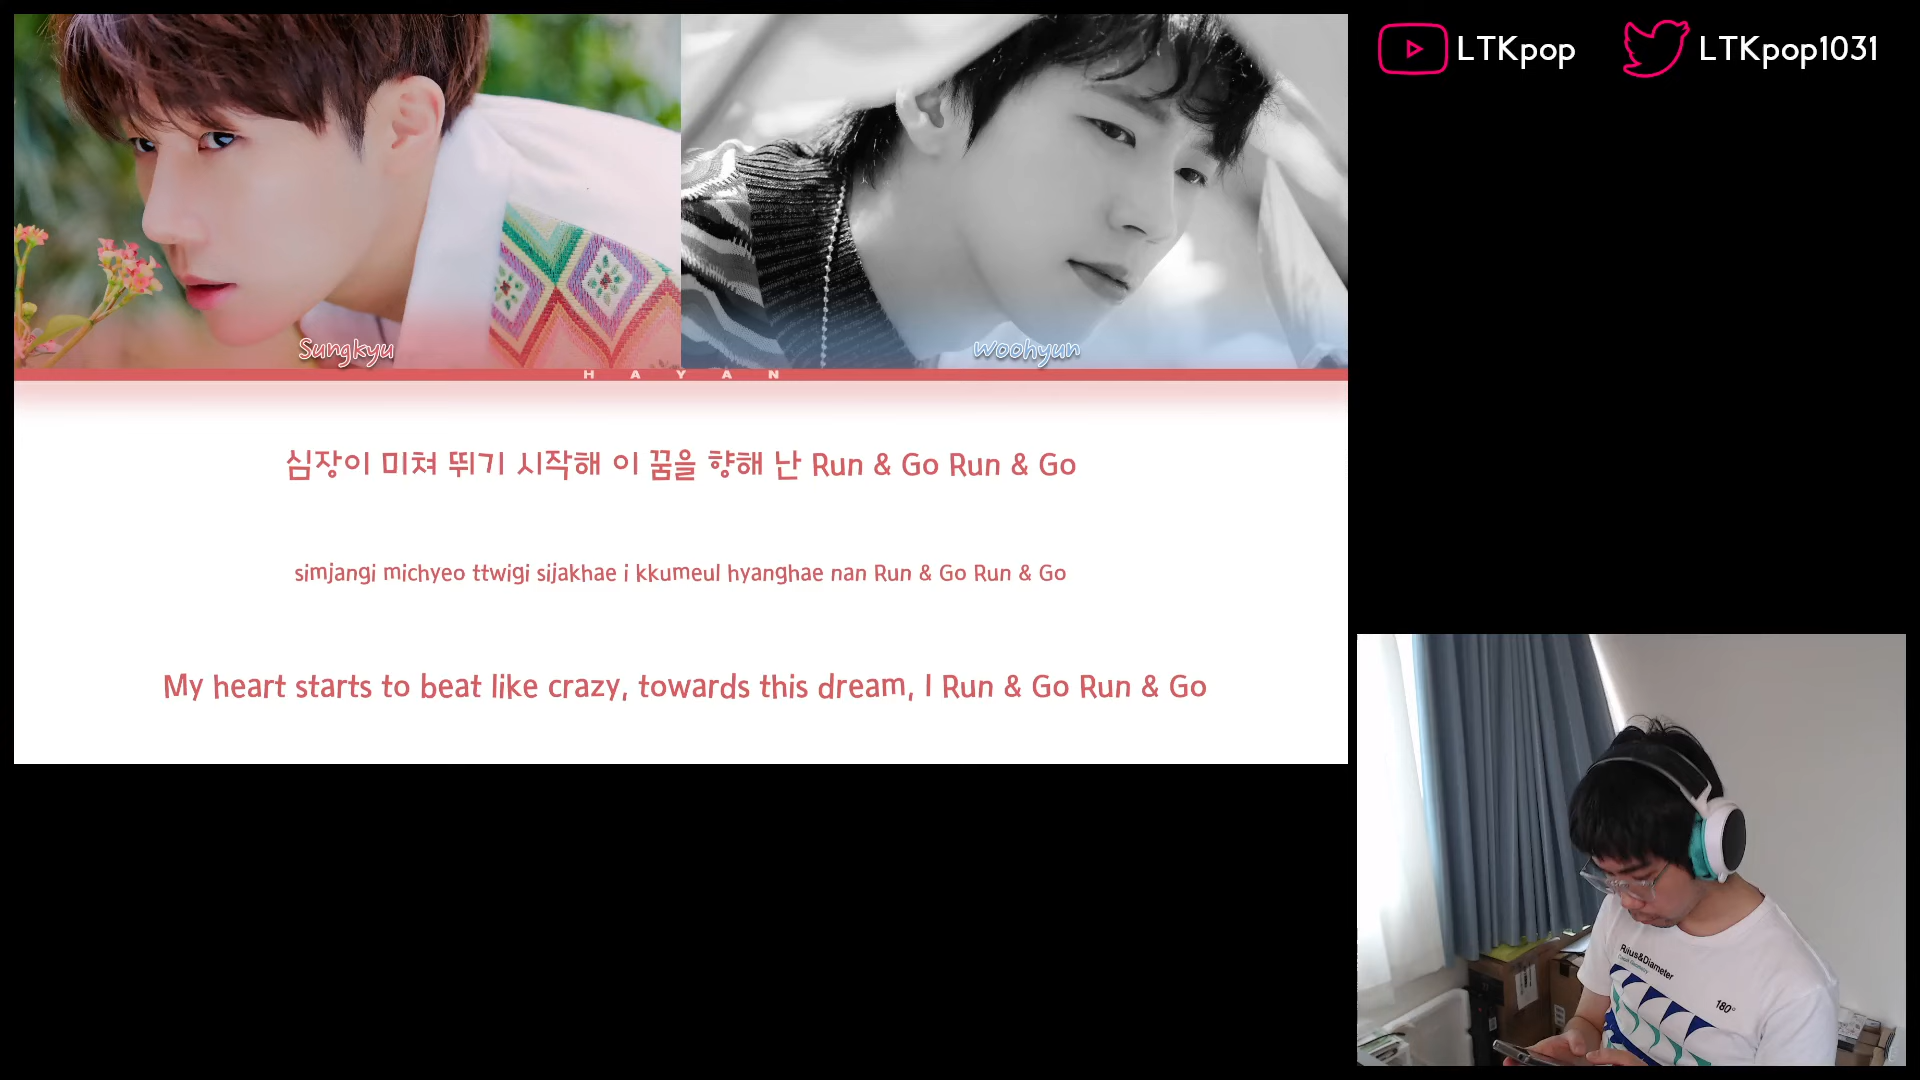 LTKpop
LTKpop1031
Sungkyu
Woohyun
HAYAN
심장이 미쳐 뛰기 시작해 이 꿈을 향해 난 Run & Go Run & Go
simjangi michyeo ttwigi sijakhae i kkumeul hyanghae nan Run & Go Run & Go
My heart starts to beat like crazy, towards this dream, I Run & Go Run & Go
180°